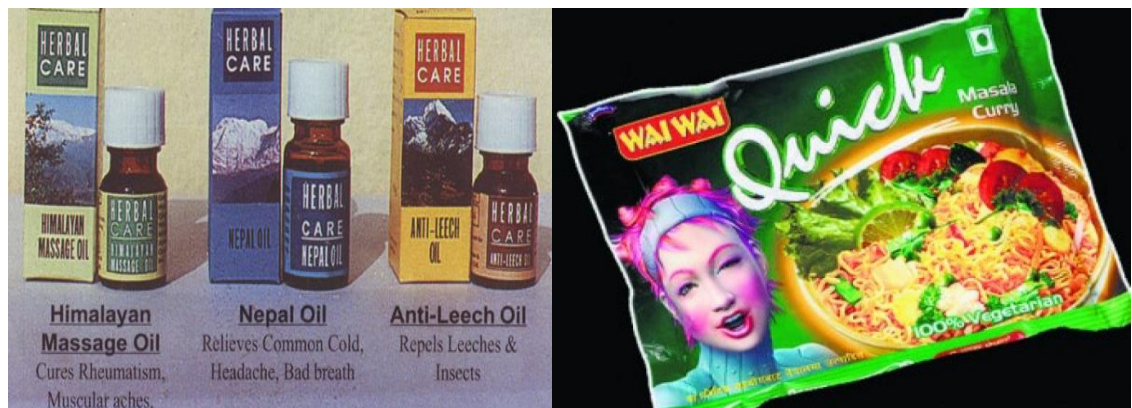 HERBAL
CARE
HIMALAYAN
MASSAGE OIL
HERBAL
CARE
HIMALAYAN
MASSAGE OIL
HERBAL
CARE
NEPAL OIL
HERBAL
CARE
NEPAL OIL
HERBAL
CARE
ANTI-LEECH
OIL
HERBAL
CARE
ANTI-LEECH OIL
Himalayan
Massage Oil
Cures Rheumatism,
Muscular aches,
Nepal Oil
Relieves Common Cold,
Headache, Bad breath
Anti-Leech Oil
Repels Leeches &
Insects
WAI WAI
Quick
Masala
Curry
100% Vegetarian